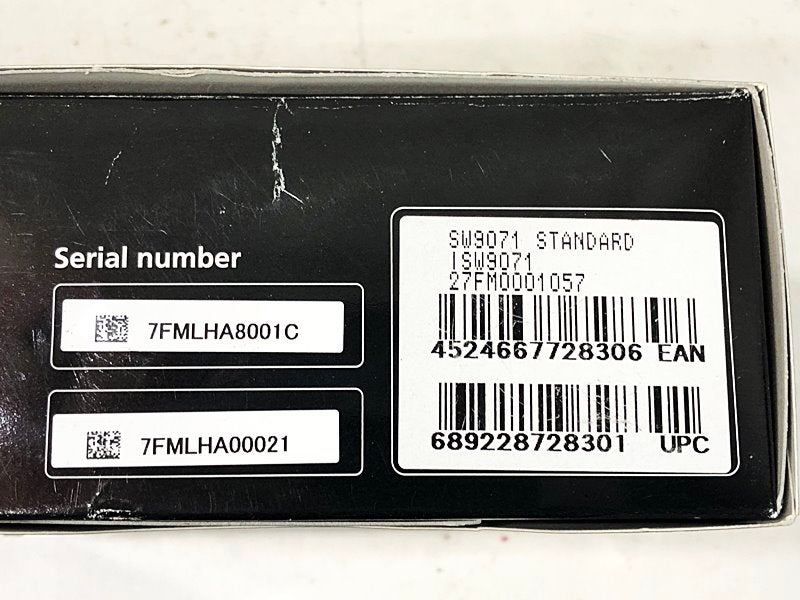 Serial number
7FMLHA8001C
7FMLHA00021
SW9071 STANDARD
ISW9071
27FM0001057
4524667728306 EAN
689228728301 UPC